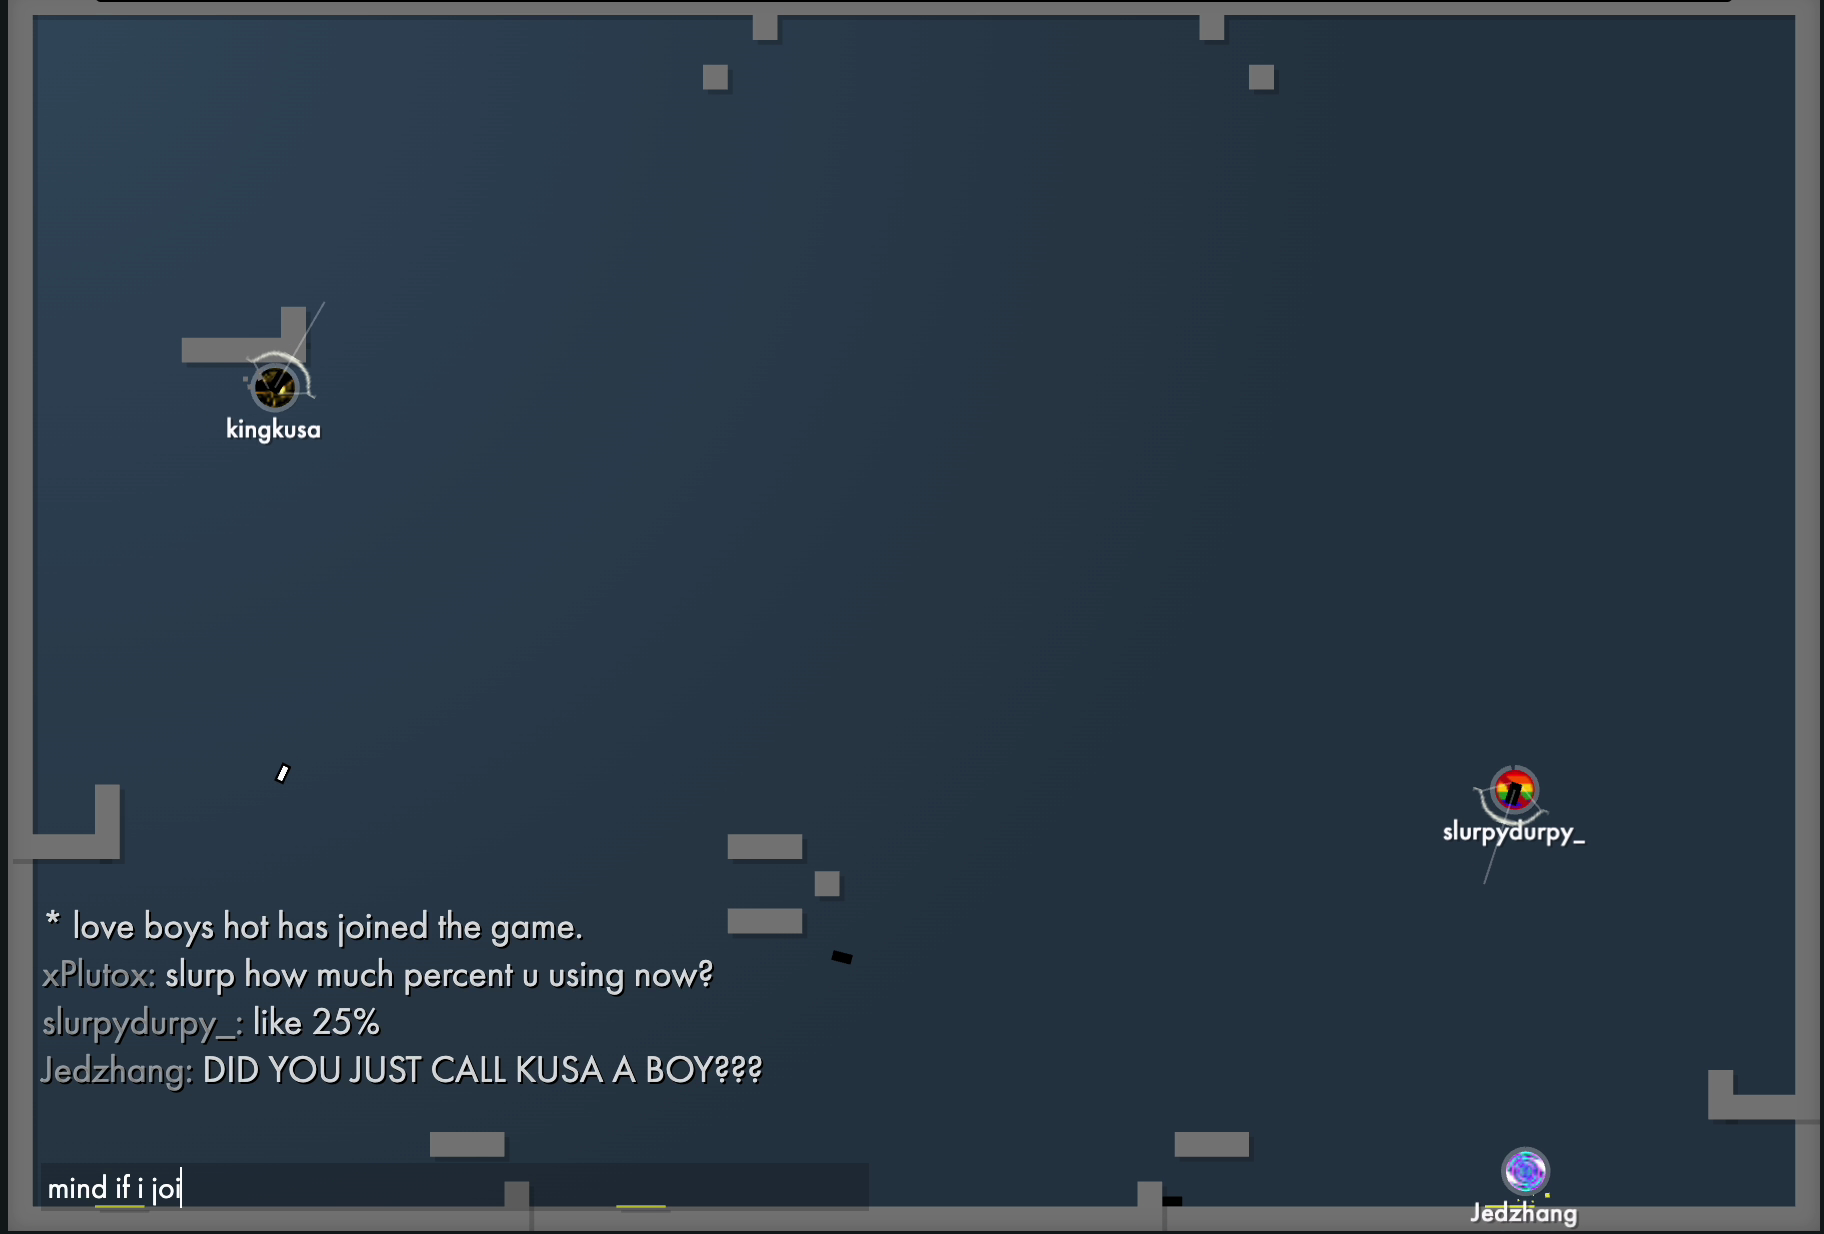 kingkusa
slurpydurpy_
* love boys hot has joined the game.
xPlutox: slurp how much percent u using now?
slurpydurpy_: like 25%
Jedzhang: DID YOU JUST CALL KUSA A BOY???
mind if i joi
Jedzhang